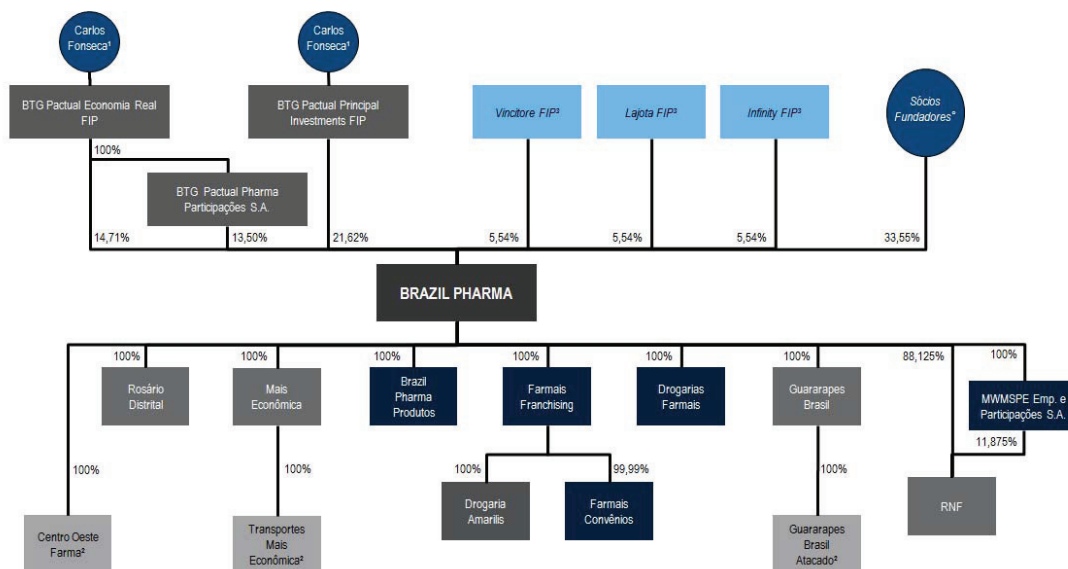 Carlos
Fonseca¹
Carlos
Fonseca¹
BTG Pactual Economia Real
FIP
BTG Pactual Principal
Investments FIP
Vincitore FIP³
Lajota FIP³
Infinity FIP³
Sócios
Fundadores°
100%
BTG Pactual Pharma
Participações S.A.
14,71%
13,50%
21,62%
5,54%
5,54%
5,54%
33,55%
BRAZIL PHARMA
100%
100%
100%
100%
100%
100%
88,125%
100%
Rosário
Distrital
Mais
Econômica
Brazil
Pharma
Produtos
Farmais
Franchising
Drogarias
Farmais
Guararapes
Brasil
MWMSPE Emp. e
Participações S.A.
11,875%
100%
100%
100%
99,99%
100%
Centro Oeste
Farma²
Transportes
Mais
Econômica²
Drogaria
Amarilis
Farmais
Convênios
Guararapes
Brasil
Atacado²
RNF